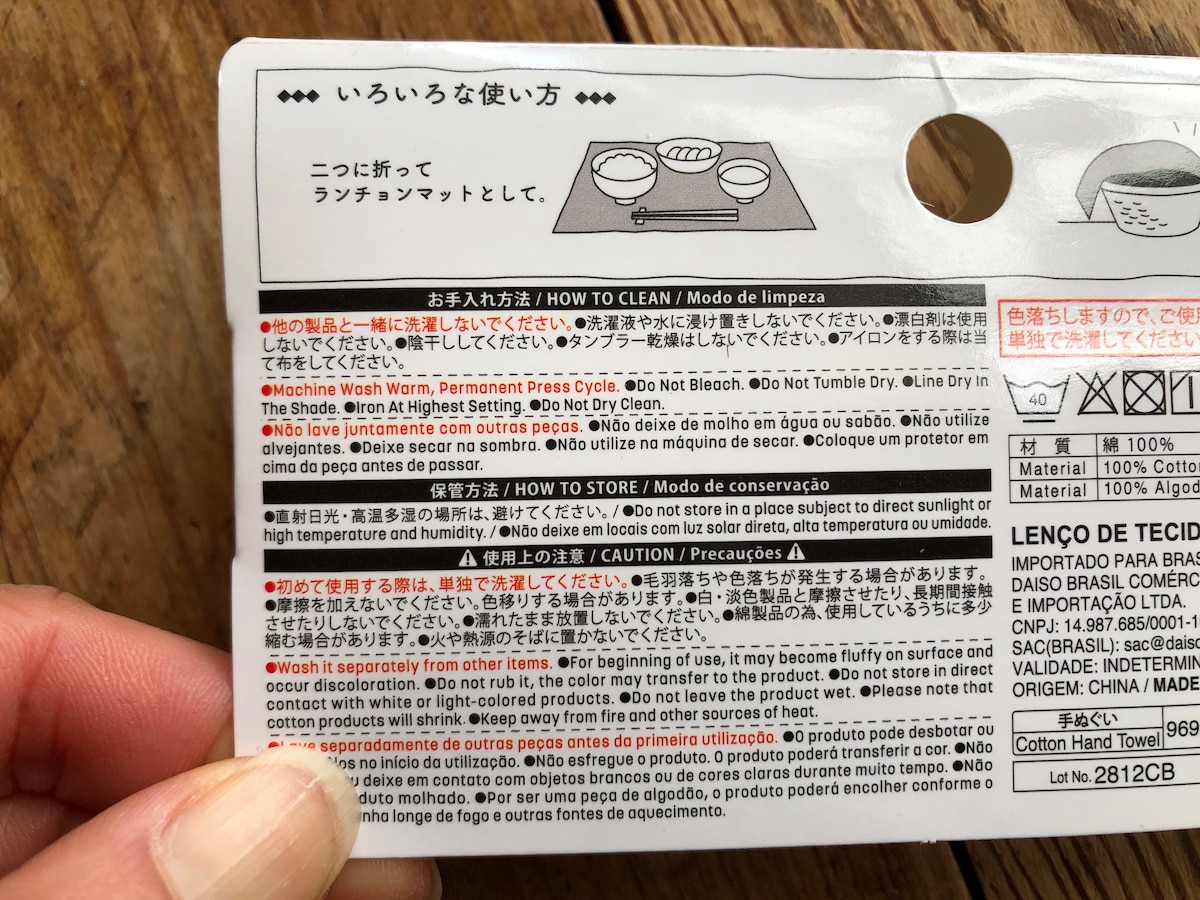 ◆◆◆ いろいろな使い方 ◆◆◆
二つに折って
ランチョンマットとして。
お手入れ方法 / HOW TO CLEAN / Modo de limpeza
●他の製品と一緒に洗濯しないでください。●洗濯液や水に浸け置きしないでください。●漂白剤は使用
しないでください。●陰干ししてください。●タンブラー乾燥はしないでください。●アイロンをする際は当
て布をしてください。
●Machine Wash Warm, Permanent Press Cycle. ●Do Not Bleach. ●Do Not Tumble Dry. ●Line Dry In
The Shade. ●Iron At Highest Setting. ●Do Not Dry Clean.
●Não lave juntamente com outras peças. ●Não deixe de molho em água ou sabão. ●Não utilize
alvejantes. ●Deixe secar na sombra. ●Não utilize na máquina de secar. ●Coloque um protetor em
cima da peça antes de passar.
保管方法 / HOW TO STORE / Modo de conservação
●直射日光・高温多湿の場所は、避けてください。/ ●Do not store in a place subject to direct sunlight or
high temperature and humidity. / ●Não deixe em locais com luz solar direta, alta temperatura ou umidade.
使用上の注意 / CAUTION / Precauções
●初めて使用する際は、単独で洗濯してください。●毛羽落ちや色落ちが発生する場合があります。
●摩擦を加えないでください。色移りする場合があります。●白・淡色製品と摩擦させたり、長期間接触
させたりしないでください。●濡れたまま放置しないでください。●綿製品の為、使用しているうちに多少
縮む場合があります。●火や熱源のそばに置かないでください。
●Wash it separately from other items. ●For beginning of use, it may become fluffy on surface and
occur discoloration. ●Do not rub it, the color may transfer to the product. ●Do not store in direct
contact with white or light-colored products. ●Do not leave the product wet. ●Please note that
cotton products will shrink. ●Keep away from fire and other sources of heat.
●Lave separadamente de outras peças antes da primeira utilização. ●O produto pode desbotar ou
no início da utilização. ●Não esfregue o produto. O produto poderá transferir a cor. ●Não
deixe em contato com objetos brancos ou de cores claras durante muito tempo. ●Não
molhado. ●Por ser uma peça de algodão, o produto poderá encolher conforme o
longe de fogo e outras fontes de aquecimento.
色落ちしますので、ご使用
単独で洗濯してください
40
材 質 綿 100%
Material 100% Cotto
Material 100% Algod
LENÇO DE TECID
IMPORTADO PARA BRAS
DAISO BRASIL COMÉRC
E IMPORTAÇÃO LTDA.
CNPJ: 14.987.685/0001-1
SAC(BRASIL): sac@daiso
VALIDADE: INDETERMIN
ORIGEM: CHINA / MADE
手ぬぐい
Cotton Hand Towel 969
Lot No. 2812CB